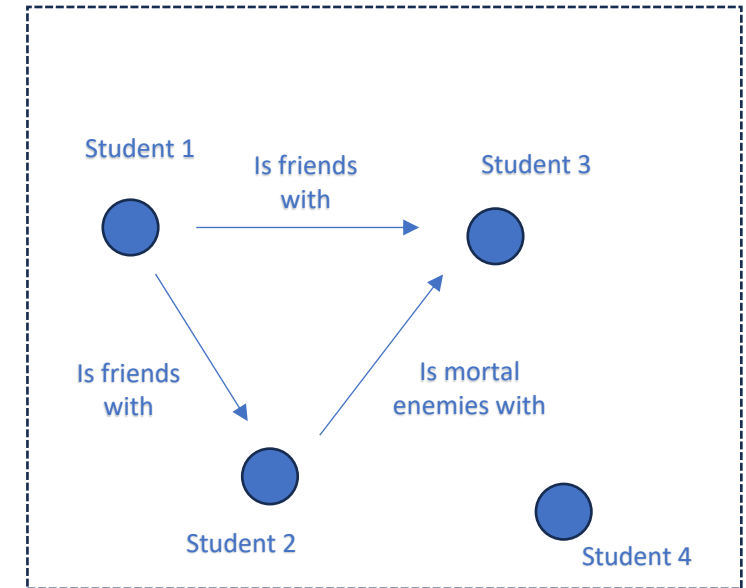 Student 1
Is friends
with
Student 3
Is friends
with
Is mortal
enemies with
Student 2
Student 4